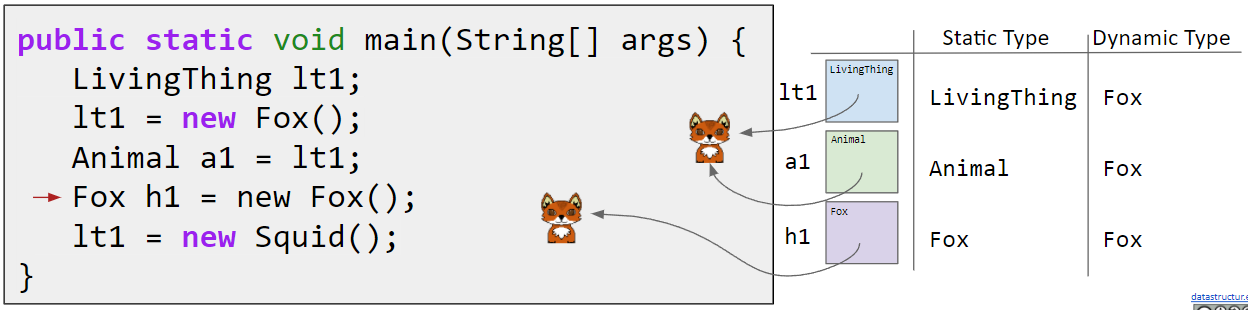 public static void main(String[] args) {
LivingThing lt1;
lt1 = new Fox();
Animal a1 = lt1;
Fox h1 = new Fox();
lt1 = new Squid();
}
Static Type Dynamic Type
lt1 LivingThing LivingThing Fox
a1 Animal Animal Fox
h1 Fox Fox Fox
datastructur.e